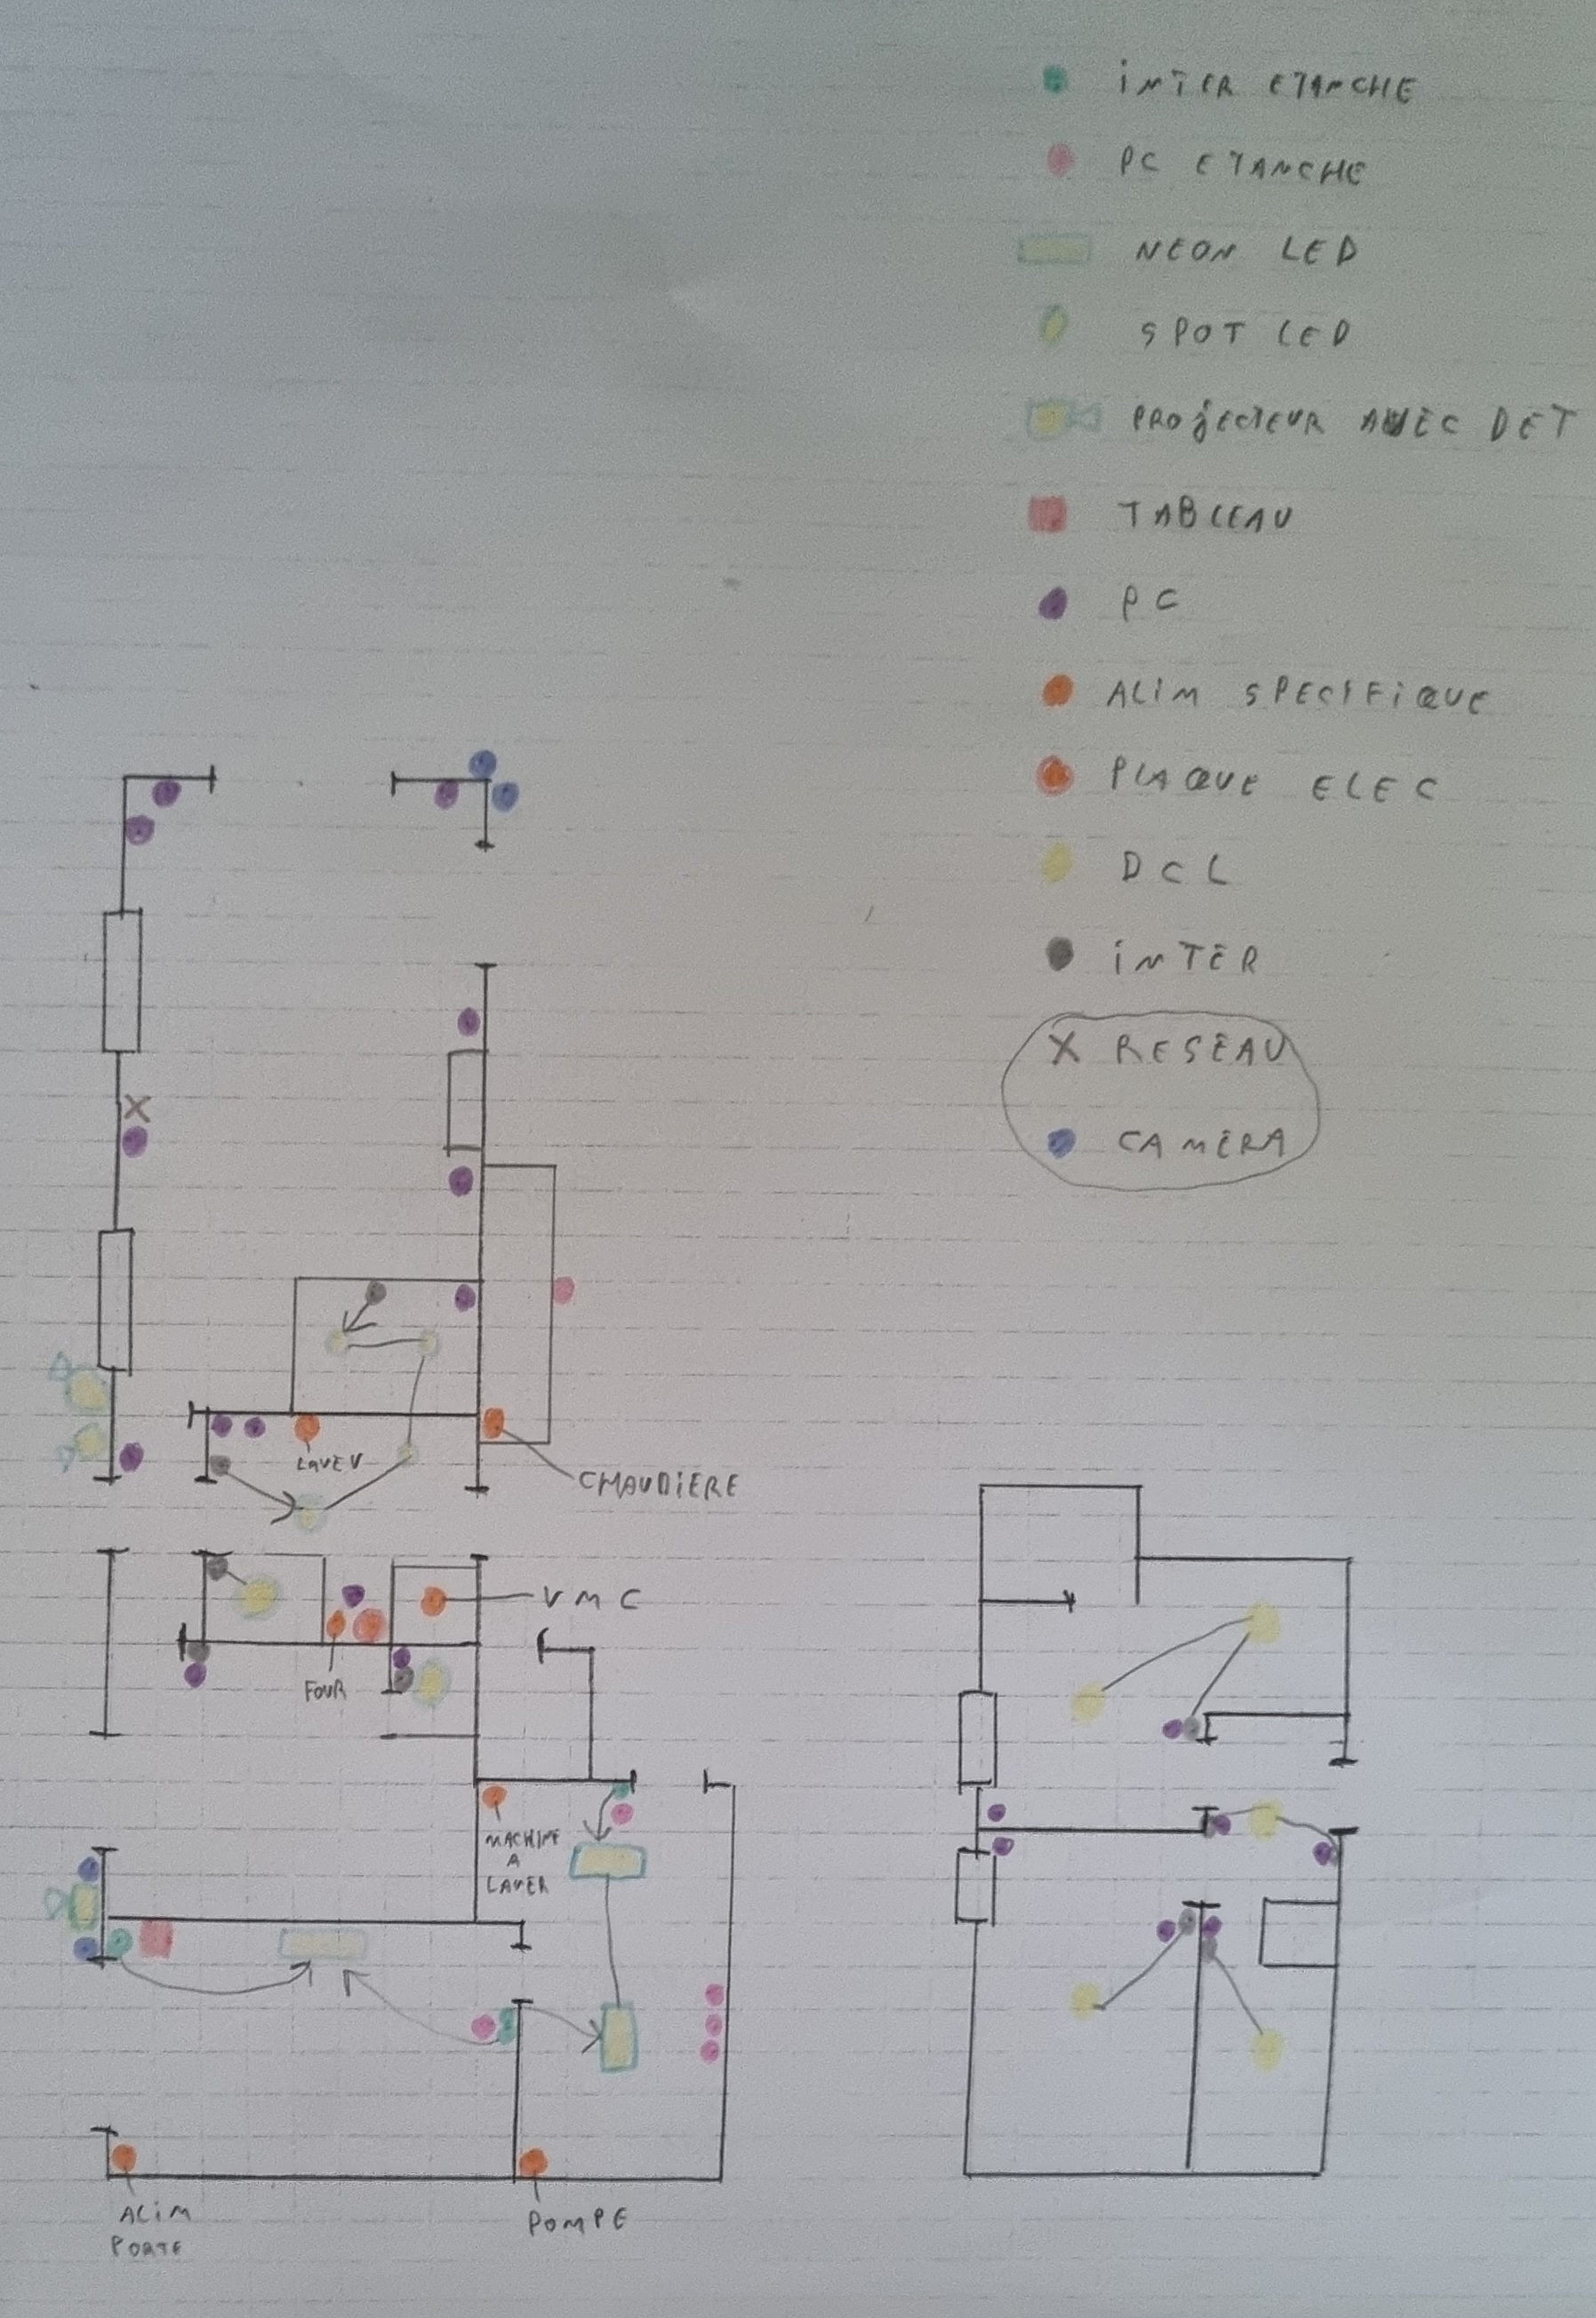 iNTER ETANCHE
PC ETANCHE
NEON LED
SPOT LED
PROjECTEUR AVEC DET
TABLEAU
PC
ALIM SPECIFiQUE
PLAQUE ELEC
DCL
iNTER
X RESEAU
CAMERA
X
LAVE V
CHAUDIERE
VMC
FOUR
MACHINE
A
LAVER
ALiM
PORTE
POMPE